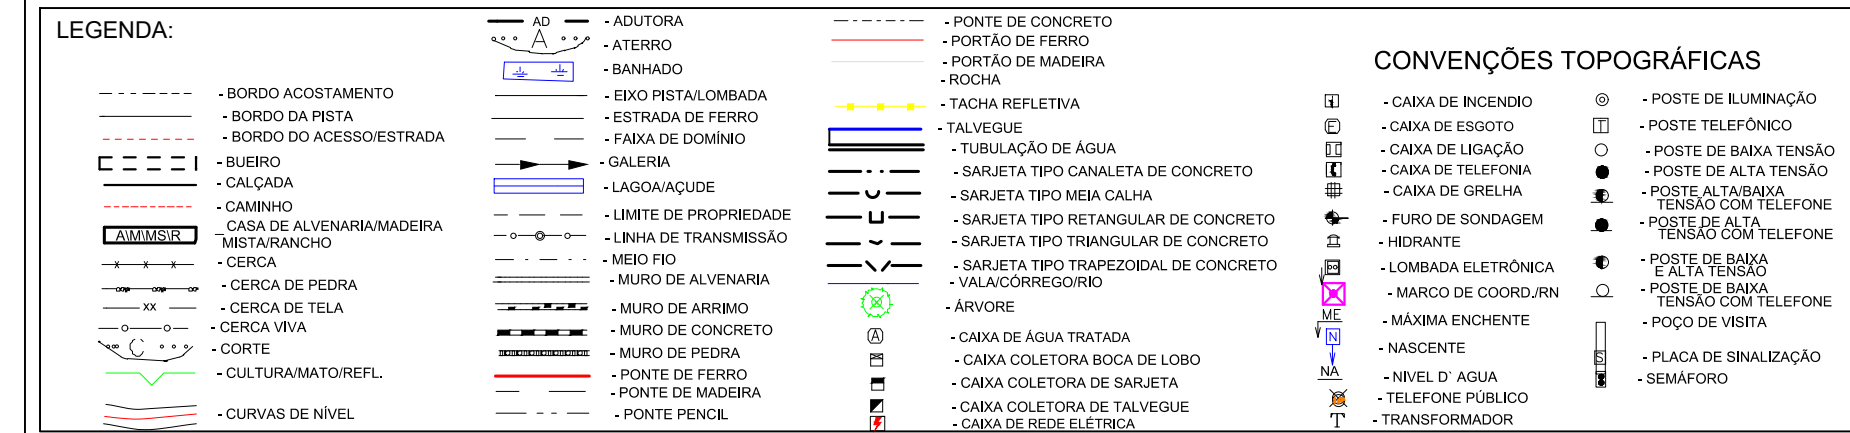 LEGENDA:
- BORDO ACOSTAMENTO
- BORDO DA PISTA
- BORDO DO ACESSO/ESTRADA
- BUEIRO
- CALÇADA
- CAMINHO
A\M\MS\R
- CASA DE ALVENARIA/MADEIRA
MISTA/RANCHO
x x x
- CERCA
- CERCA DE PEDRA
xx
- CERCA DE TELA
- CERCA VIVA
C
- CORTE
- CULTURA/MATO/REFL.
- CURVAS DE NÍVEL
AD
- ADUTORA
A
- ATERRO
- BANHADO
- EIXO PISTA/LOMBADA
- ESTRADA DE FERRO
- FAIXA DE DOMÍNIO
- GALERIA
- LAGOA/AÇUDE
- LIMITE DE PROPRIEDADE
- LINHA DE TRANSMISSÃO
- MEIO FIO
- MURO DE ALVENARIA
- MURO DE ARRIMO
- MURO DE CONCRETO
- MURO DE PEDRA
- PONTE DE FERRO
- PONTE DE MADEIRA
- PONTE PENCIL
- PONTE DE CONCRETO
- PORTÃO DE FERRO
- PORTÃO DE MADEIRA
- ROCHA
- TACHA REFLETIVA
- TALVEGUE
- TUBULAÇÃO DE ÁGUA
- SARJETA TIPO CANALETA DE CONCRETO
- SARJETA TIPO MEIA CALHA
- SARJETA TIPO RETANGULAR DE CONCRETO
- SARJETA TIPO TRIANGULAR DE CONCRETO
- SARJETA TIPO TRAPEZOIDAL DE CONCRETO
- VALA/CÓRREGO/RIO
- ÁRVORE
A
- CAIXA DE ÁGUA TRATADA
- CAIXA COLETORA BOCA DE LOBO
- CAIXA COLETORA DE SARJETA
- CAIXA COLETORA DE TALVEGUE
- CAIXA DE REDE ELÉTRICA
CONVENÇÕES TOPOGRÁFICAS
- CAIXA DE INCENDIO
E
- CAIXA DE ESGOTO
- CAIXA DE LIGAÇÃO
- CAIXA DE TELEFONIA
- CAIXA DE GRELHA
- FURO DE SONDAGEM
- HIDRANTE
- LOMBADA ELETRÔNICA
- MARCO DE COORD./RN
ME
- MÁXIMA ENCHENTE
N
- NASCENTE
NA
- NIVEL D` AGUA
- TELEFONE PÚBLICO
T
- TRANSFORMADOR
- POSTE DE ILUMINAÇÃO
T
- POSTE TELEFÔNICO
- POSTE DE BAIXA TENSÃO
- POSTE DE ALTA TENSÃO
- POSTE ALTA/BAIXA
TENSÃO COM TELEFONE
- POSTE DE ALTA
TENSÃO COM TELEFONE
- POSTE DE BAIXA
E ALTA TENSÃO
- POSTE DE BAIXA
TENSÃO COM TELEFONE
- POÇO DE VISITA
S
- PLACA DE SINALIZAÇÃO
- SEMÁFORO